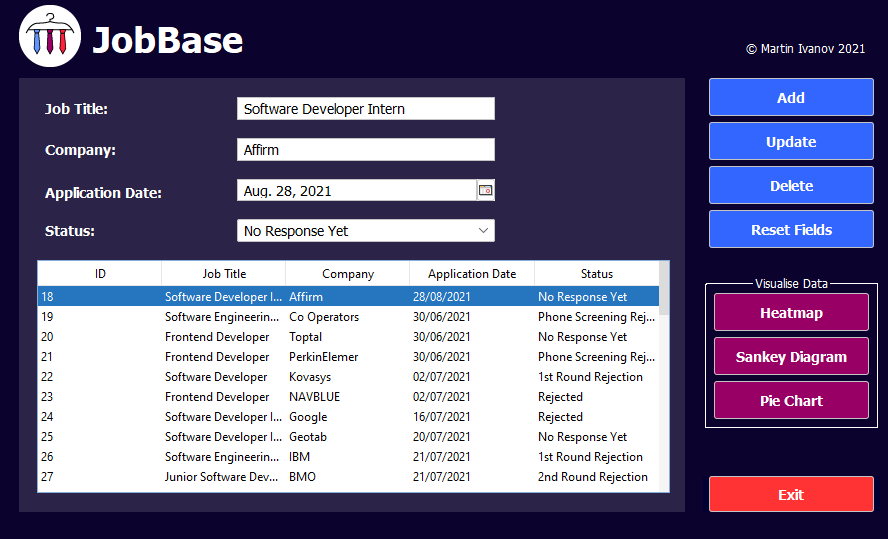 JobBase
© Martin Ivanov 2021
Job Title: Software Developer Intern
Company: Affirm
Application Date: Aug. 28, 2021
Status: No Response Yet
Add
Update
Delete
Reset Fields
ID Job Title Company Application Date Status
18 Software Developer I... Affirm 28/08/2021 No Response Yet
19 Software Engineerin... Co Operators 30/06/2021 Phone Screening Rej...
20 Frontend Developer Toptal 30/06/2021 No Response Yet
21 Frontend Developer PerkinElemer 30/06/2021 Phone Screening Rej...
22 Software Developer Kovasys 02/07/2021 1st Round Rejection
23 Frontend Developer NAVBLUE 02/07/2021 Rejected
24 Software Developer I... Google 16/07/2021 Rejected
25 Software Developer I... Geotab 20/07/2021 No Response Yet
26 Software Engineerin... IBM 21/07/2021 1st Round Rejection
27 Junior Software Dev... BMO 21/07/2021 2nd Round Rejection
Visualise Data
Heatmap
Sankey Diagram
Pie Chart
Exit